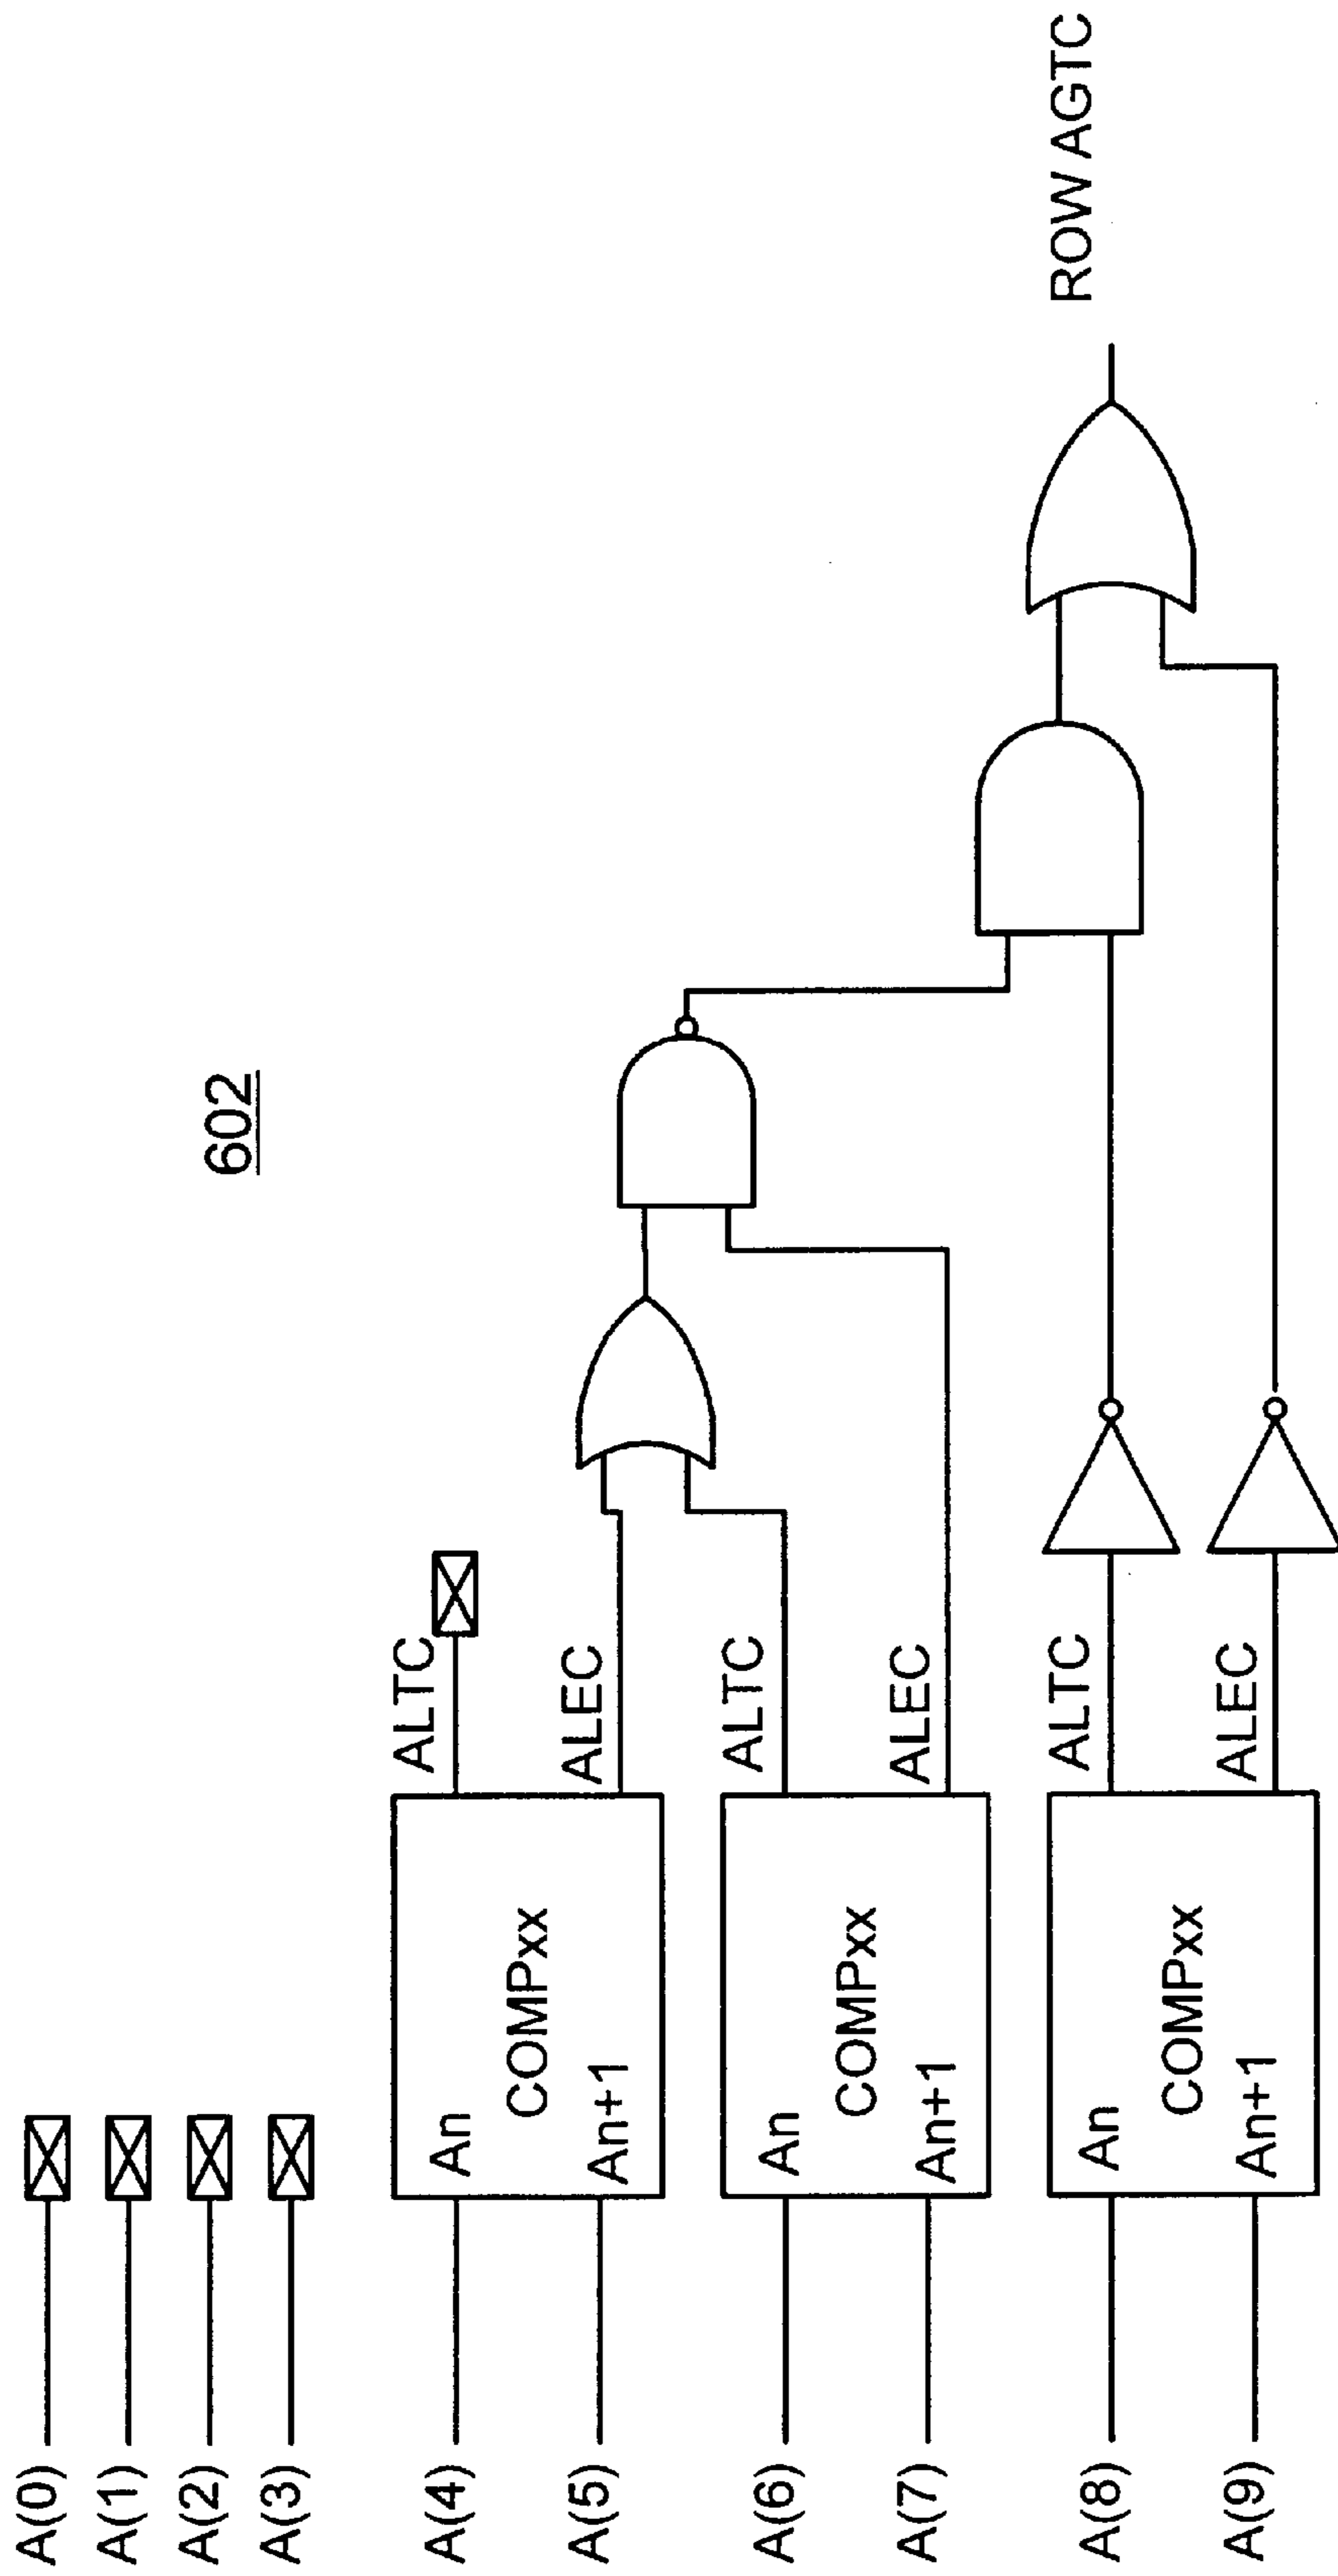 602
A(0)
A(1)
A(2)
A(3)
A(4)
A(5)
A(6)
A(7)
A(8)
A(9)
An
COMPxx
An+1
ALTC
ALEC
An
COMPxx
An+1
ALTC
ALEC
An
COMPxx
An+1
ALTC
ALEC
ROW AGTC